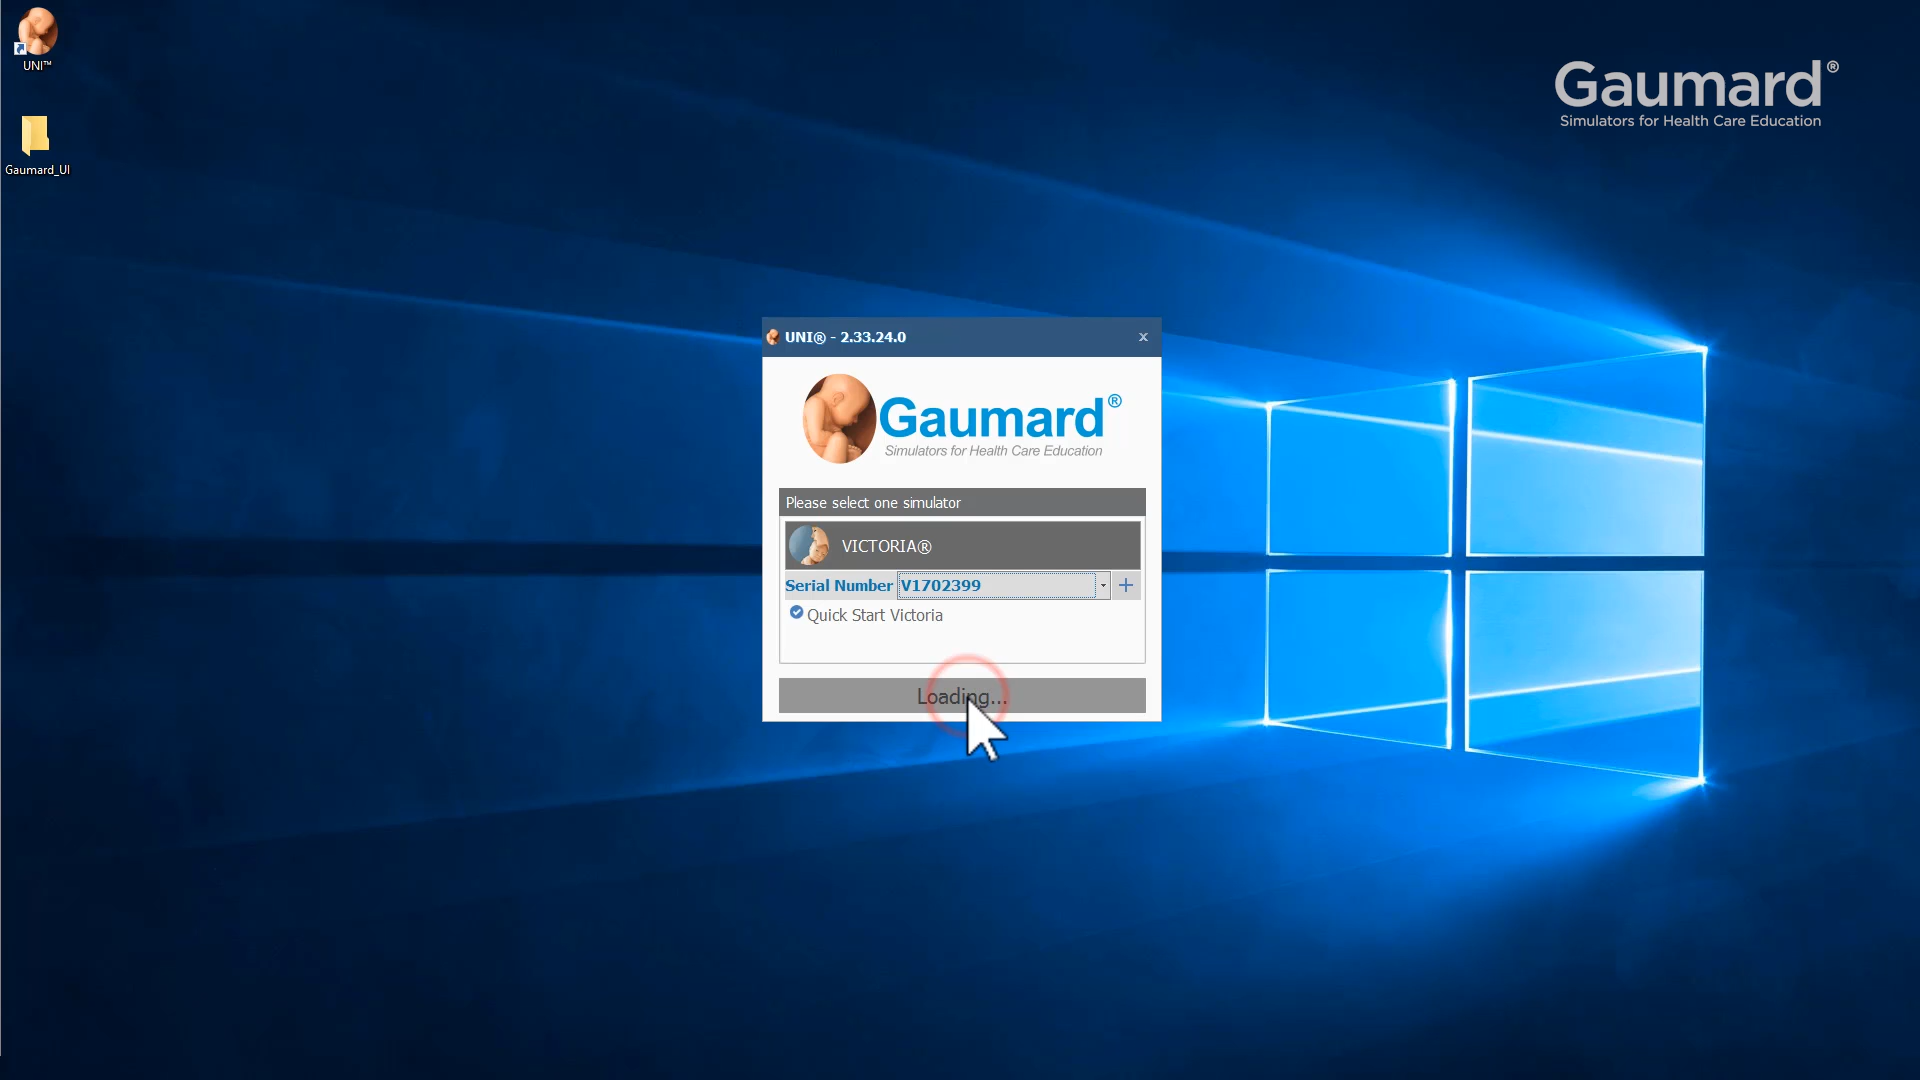 UNI™
Gaumard_UI
Gaumard®
Simulators for Health Care Education
UNI® - 2.33.24.0
x
Gaumard®
Simulators for Health Care Education
Please select one simulator
VICTORIA®
Serial Number V1702399 +
Quick Start Victoria
Loading...